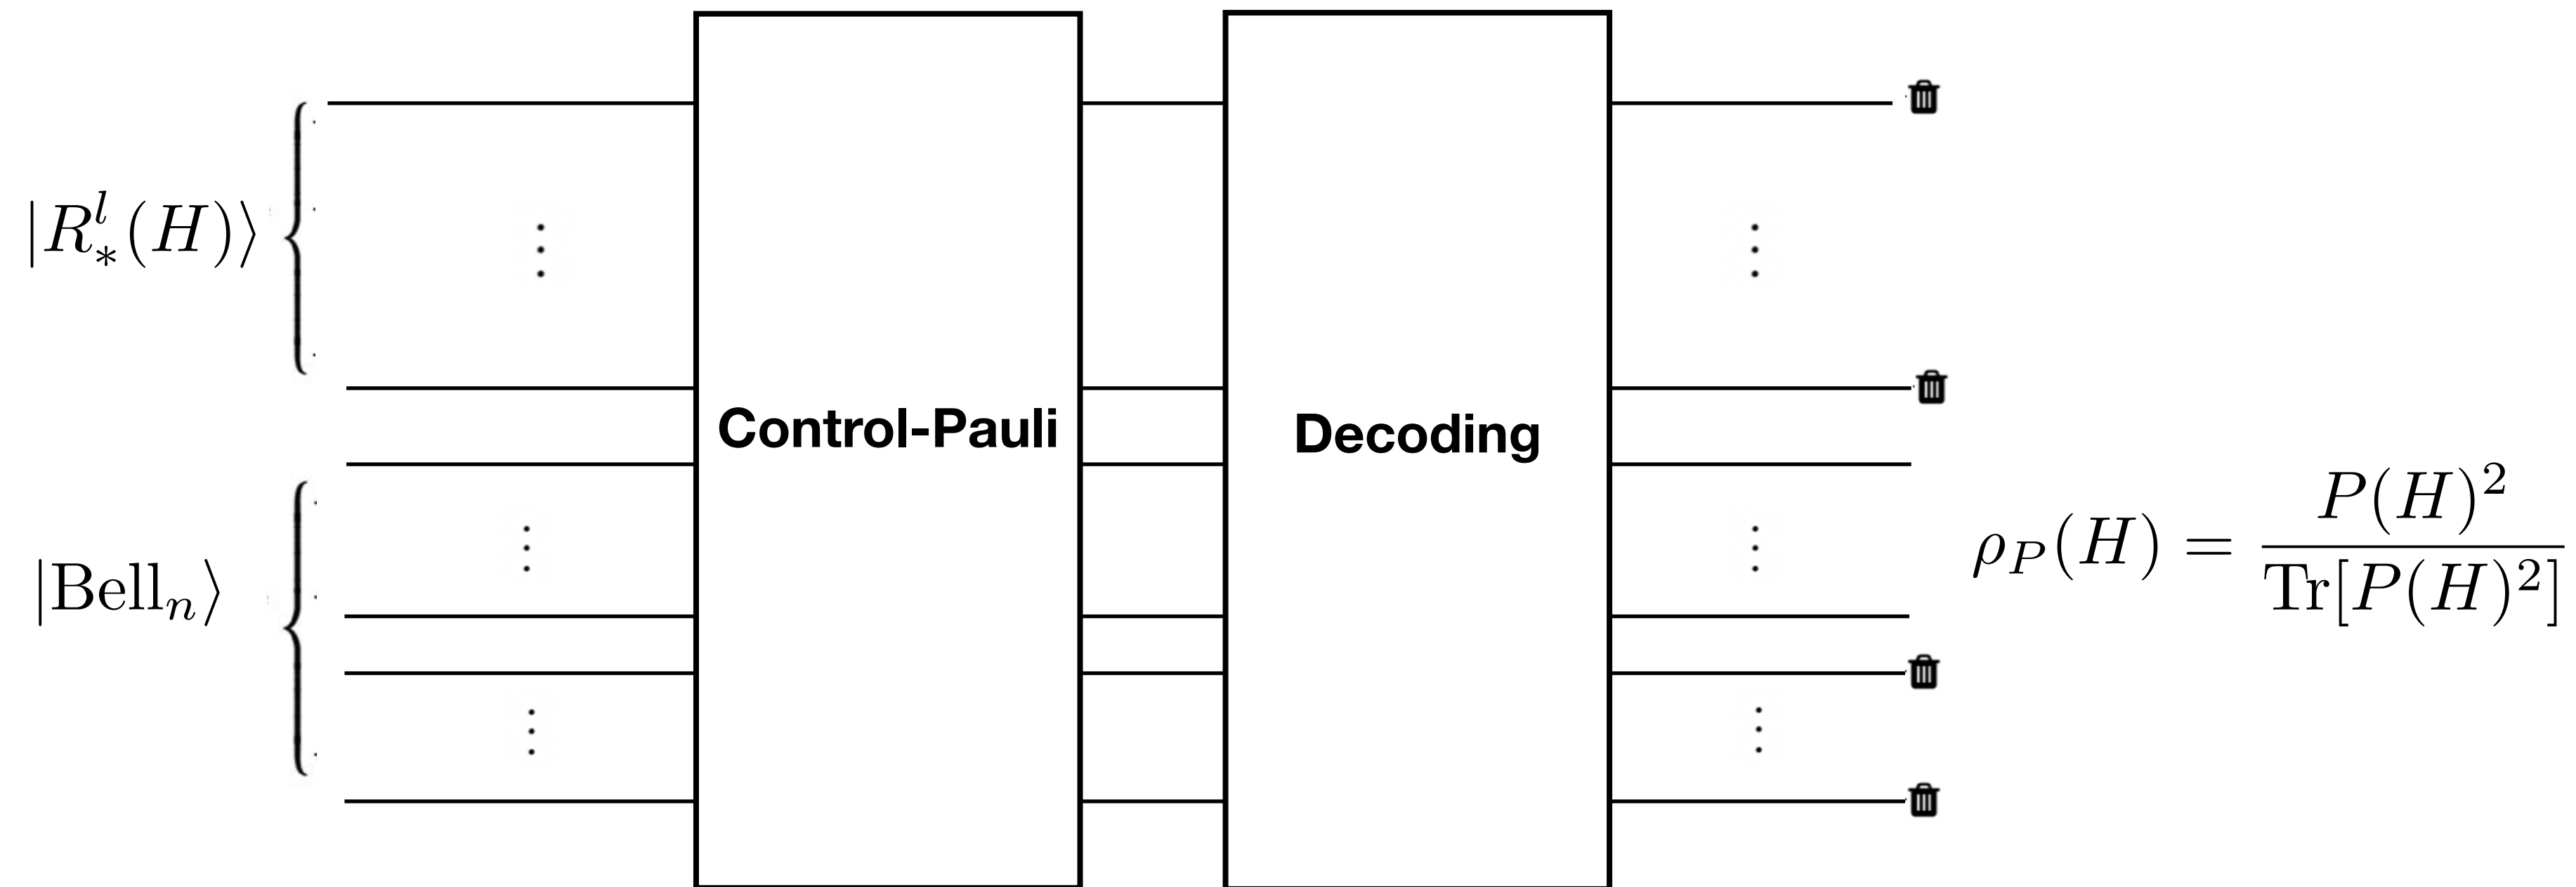 |R^l_*(H)⟩
Control-Pauli
Decoding
|Bell_n⟩
ρ_P(H) = P(H)^2 / Tr[P(H)^2]